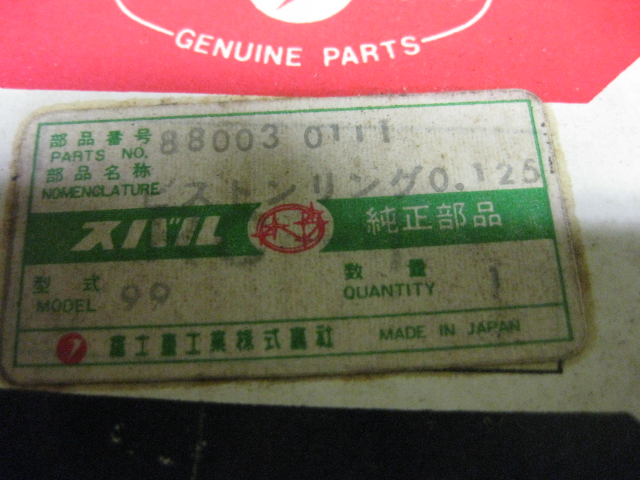 GENUINE PARTS
部品番号 88003 0111
PARTS NO.
部品名称 ピストンリング0.125
NOMENCLATURE
スバル 純正部品
型式 99 数量 1
MODEL QUANTITY
富士重工業株式會社 MADE IN JAPAN